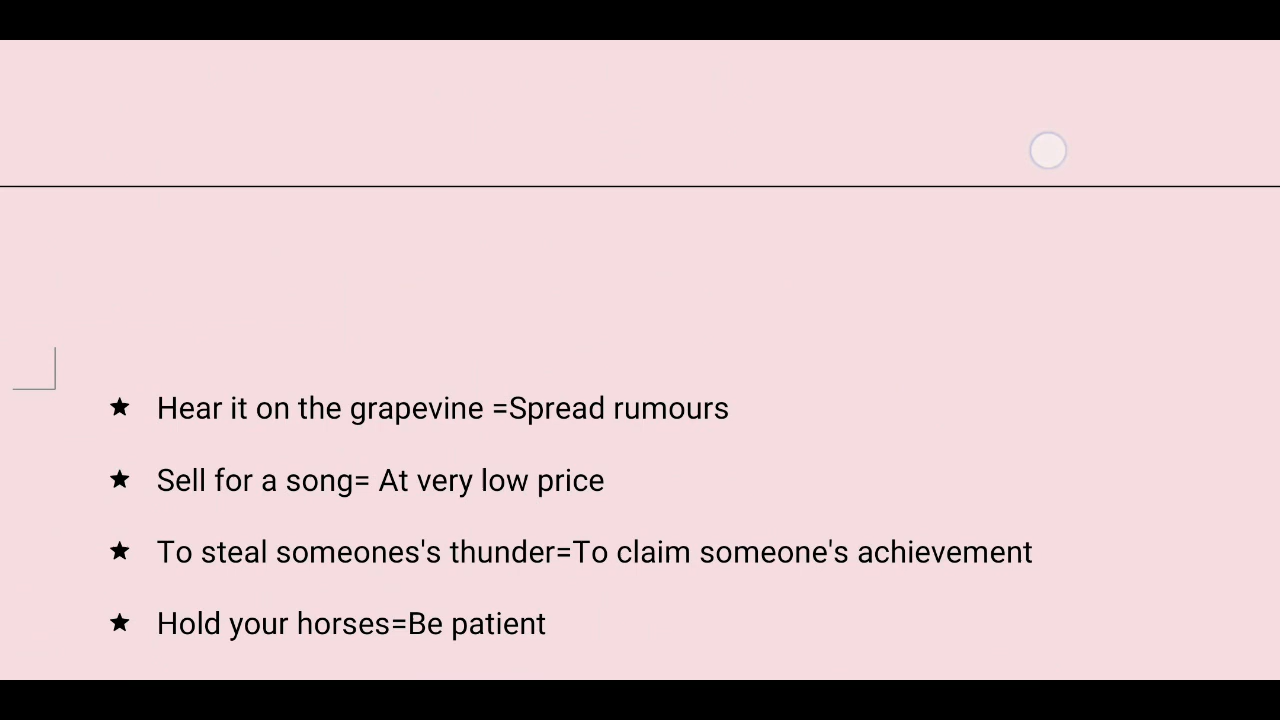 ★ Hear it on the grapevine =Spread rumours
★ Sell for a song= At very low price
★ To steal someones's thunder=To claim someone's achievement
★ Hold your horses=Be patient